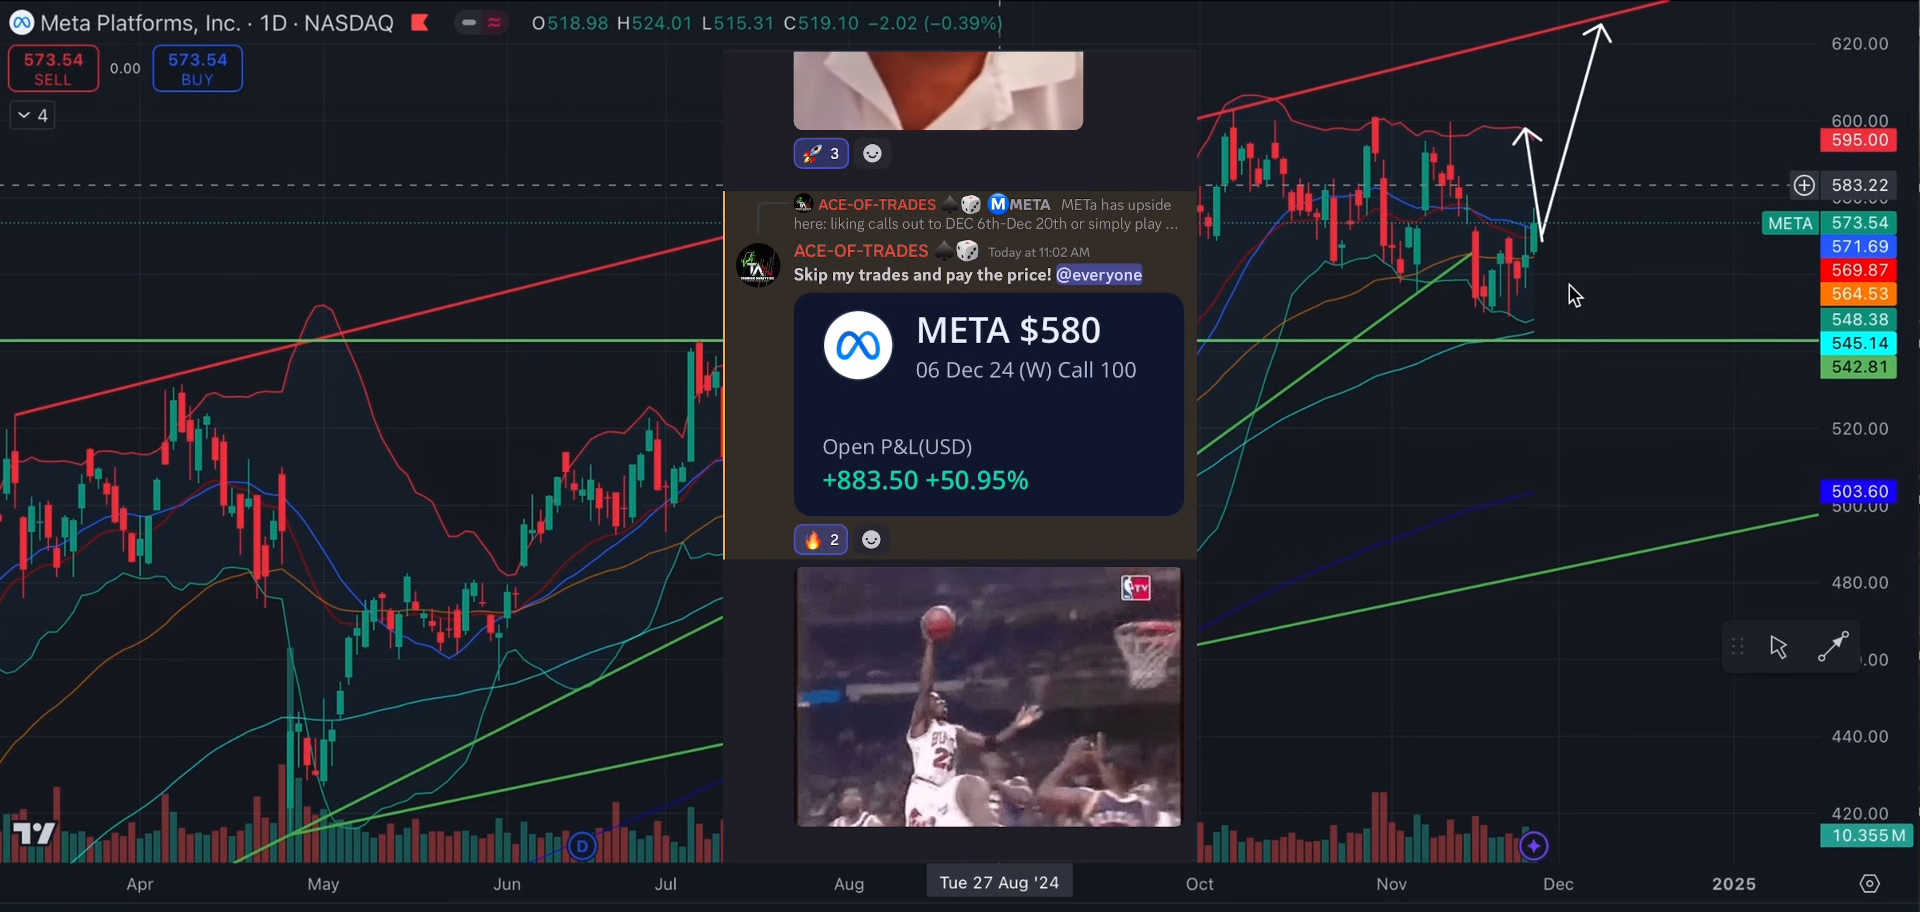 Meta Platforms, Inc. · 1D · NASDAQ
O518.98 H524.01 L515.31 C519.10 −2.02 (−0.39%)
573.54
SELL
0.00
573.54
BUY
4
3
ACE-OF-TRADES META METa has upside
here: liking calls out to DEC 6th-Dec 20th or simply play ...
ACE-OF-TRADES Today at 11:02 AM
Skip my trades and pay the price! @everyone
META $580
06 Dec 24 (W) Call 100
Open P&L(USD)
+883.50 +50.95%
2
620.00
600.00
595.00
583.22
META 573.54
571.69
569.87
564.53
548.38
545.14
542.81
520.00
503.60
500.00
480.00
440.00
420.00
10.355 M
D
Apr
May
Jun
Jul
Aug
Tue 27 Aug '24
Oct
Nov
Dec
2025